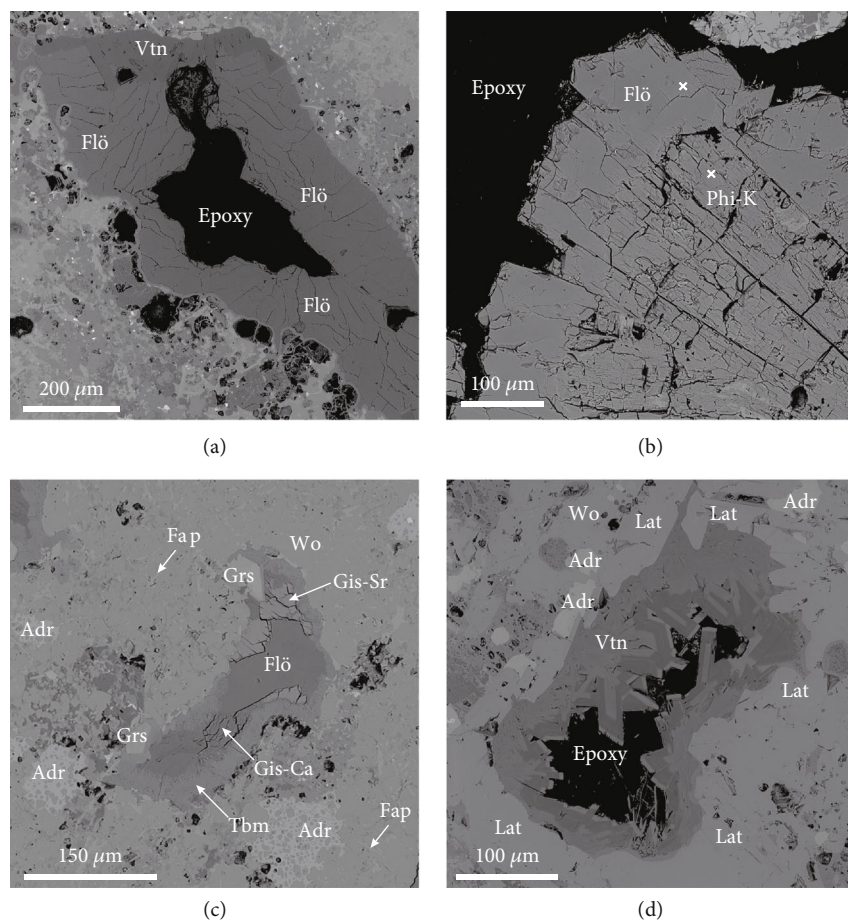 Vtn
Flö
Flö
Epoxy
Flö
200 µm
(a)
Epoxy
Flö
Phi-K
100 µm
(b)
Fap
Wo
Grs
Gis-Sr
Adr
Flö
Grs
Gis-Ca
Adr
Tbm
Adr
Fap
150 µm
(c)
Wo
Lat
Lat
Adr
Adr
Adr
Vtn
Lat
Epoxy
Lat
Lat
100 µm
(d)